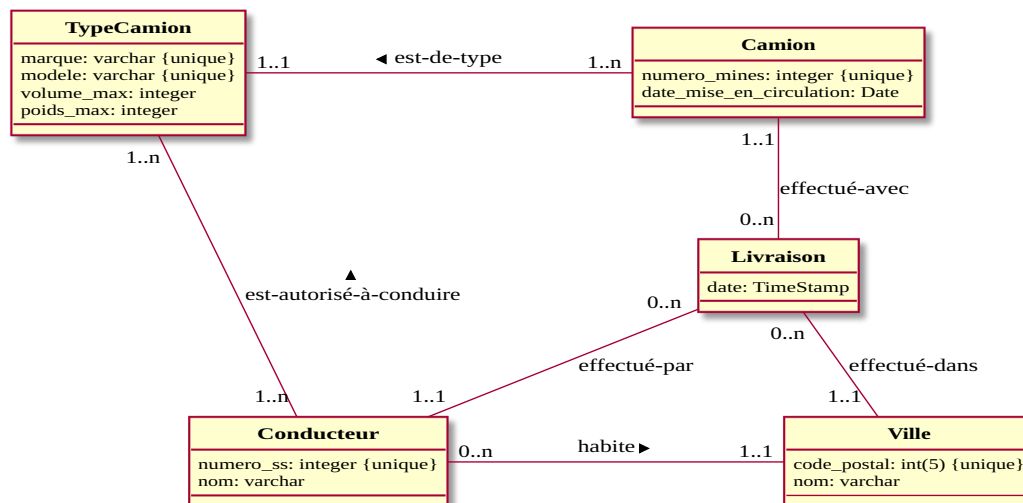 TypeCamion
marque: varchar {unique}
modele: varchar {unique}
volume_max: integer
poids_max: integer
1..1
◄ est-de-type
1..n
Camion
numero_mines: integer {unique}
date_mise_en_circulation: Date
1..n
1..1
effectué-avec
0..n
Livraison
date: TimeStamp
▲
est-autorisé-à-conduire
0..n
0..n
effectué-par
effectué-dans
1..n
1..1
1..1
Conducteur
numero_ss: integer {unique}
nom: varchar
0..n
habite►
1..1
Ville
code_postal: int(5) {unique}
nom: varchar